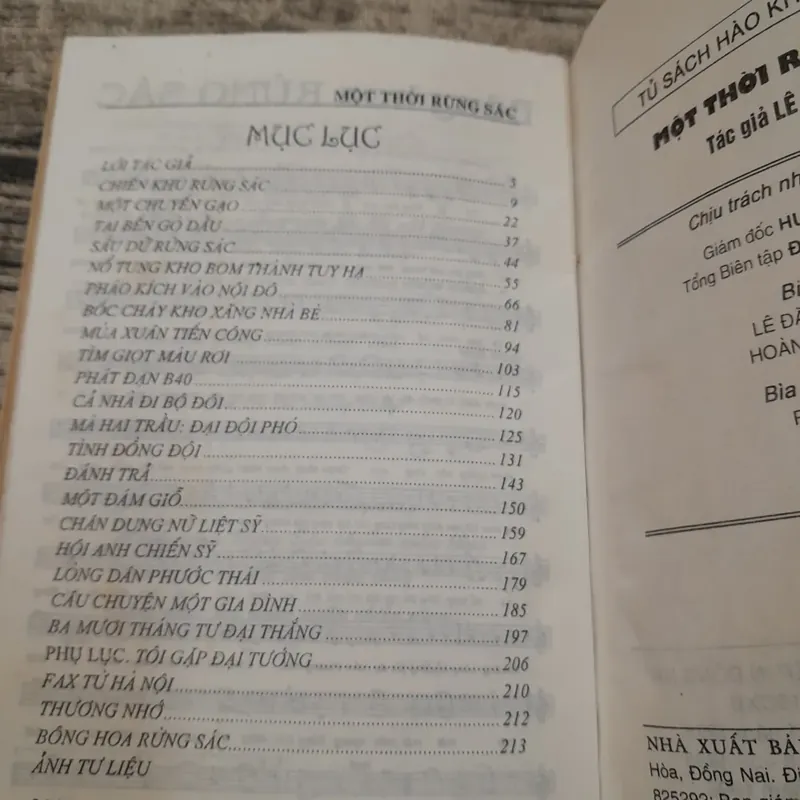 MỘT THỜI RỪNG SÁC
MỤC LỤC
LỜI TÁC GIẢ 5
CHIẾN KHU RỪNG SÁC 9
MỘT CHUYẾN GẠO 22
TẠI BẾN GÒ DẦU 37
SẤU DỮ RỪNG SÁC 44
NỔ TUNG KHO BOM THÀNH TUY HẠ 55
PHÁO KÍCH VÀO NỘI ĐÔ 66
BỐC CHÁY KHO XĂNG NHÀ BÈ 81
MÙA XUÂN TIẾN CÔNG 94
TÌM GIỌT MÁU RƠI 103
PHÁT ĐẠN B40 115
CẢ NHÀ ĐI BỘ ĐỘI 120
MÁ HAI TRẦU: ĐẠI ĐỘI PHÓ 125
TÌNH ĐỒNG ĐỘI 131
ĐÁNH TRẢ 143
MỘT ĐÁM GIỖ 150
CHÂN DUNG NỮ LIỆT SỸ 159
HỘI ANH CHIẾN SỸ 167
LÒNG DÂN PHƯỚC THÁI 179
CÂU CHUYỆN MỘT GIA ĐÌNH 185
BA MƯƠI THÁNG TƯ ĐẠI THẮNG 197
PHỤ LỤC. TÔI GẶP ĐẠI TƯỚNG 206
FAX TỪ HÀ NỘI 210
THƯƠNG NHỚ 212
BÔNG HOA RỪNG SÁC 213
ẢNH TƯ LIỆU
TỦ SÁCH HÀO
MỘT THỜI
Tác giả LÊ
Chịu trách
Giám đốc
Tổng Biên tập
LÊ
Bìa
NHÀ XUẤT
Hòa, Đồng Nai.